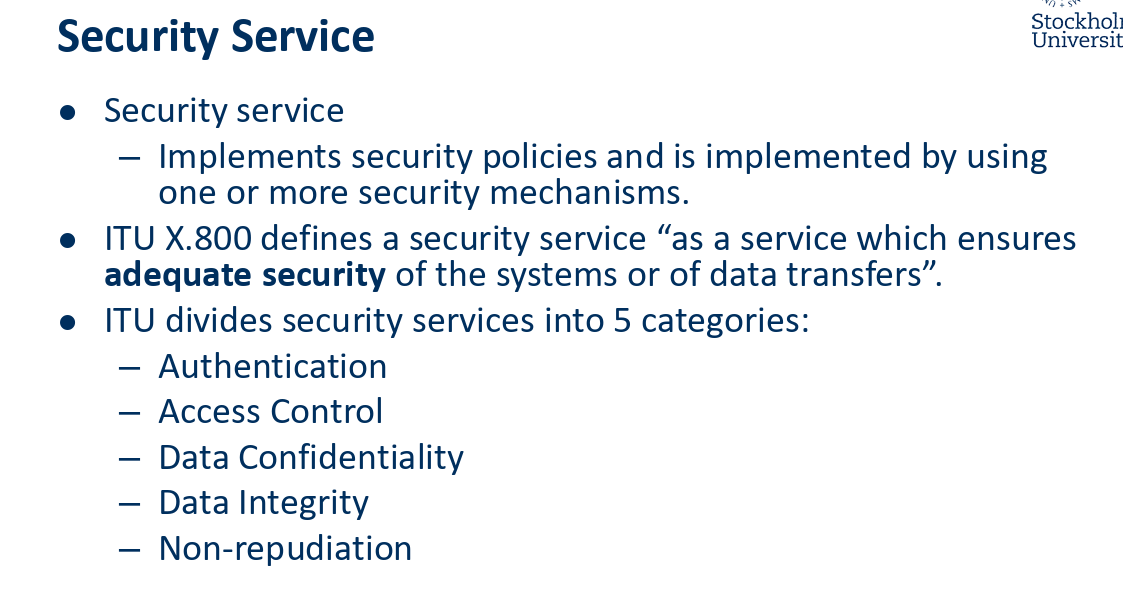 Security Service
● Security service
– Implements security policies and is implemented by using
one or more security mechanisms.
● ITU X.800 defines a security service “as a service which ensures
adequate security of the systems or of data transfers”.
● ITU divides security services into 5 categories:
– Authentication
– Access Control
– Data Confidentiality
– Data Integrity
– Non-repudiation